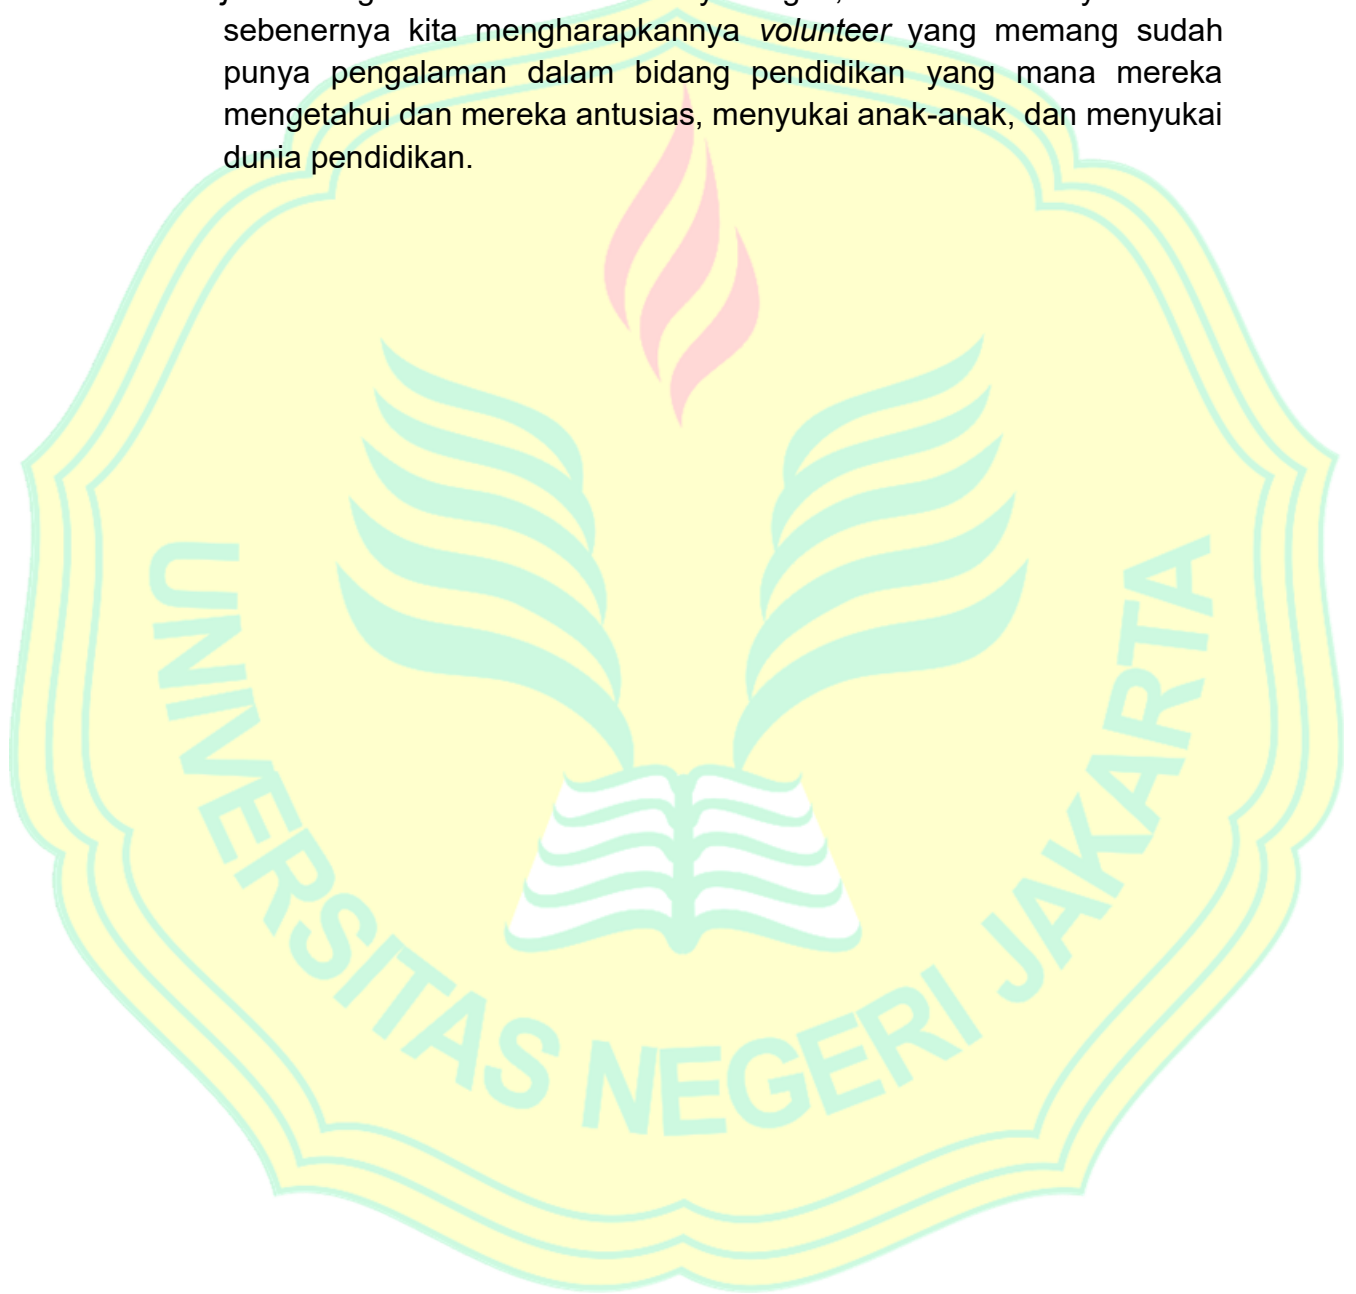 sebenernya kita mengharapkannya volunteer yang memang sudah
punya pengalaman dalam bidang pendidikan yang mana mereka
mengetahui dan mereka antusias, menyukai anak-anak, dan menyukai
dunia pendidikan.
UNIVERSITAS NEGERI JAKARTA